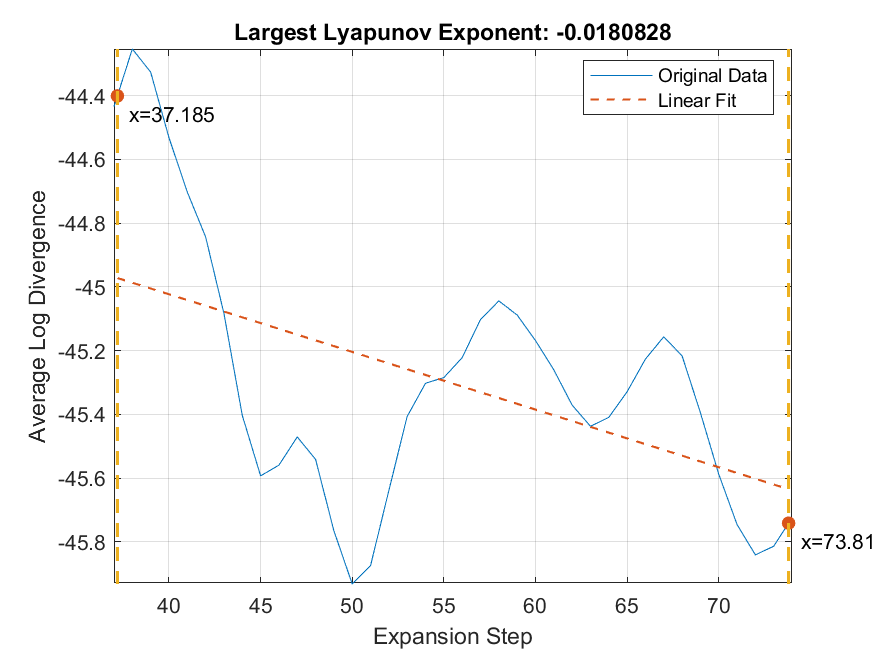 Largest Lyapunov Exponent: -0.0180828
Original Data
Linear Fit
x=37.185
x=73.81
-44.4
-44.6
-44.8
-45
-45.2
-45.4
-45.6
-45.8
Average Log Divergence
40
45
50
55
60
65
70
Expansion Step